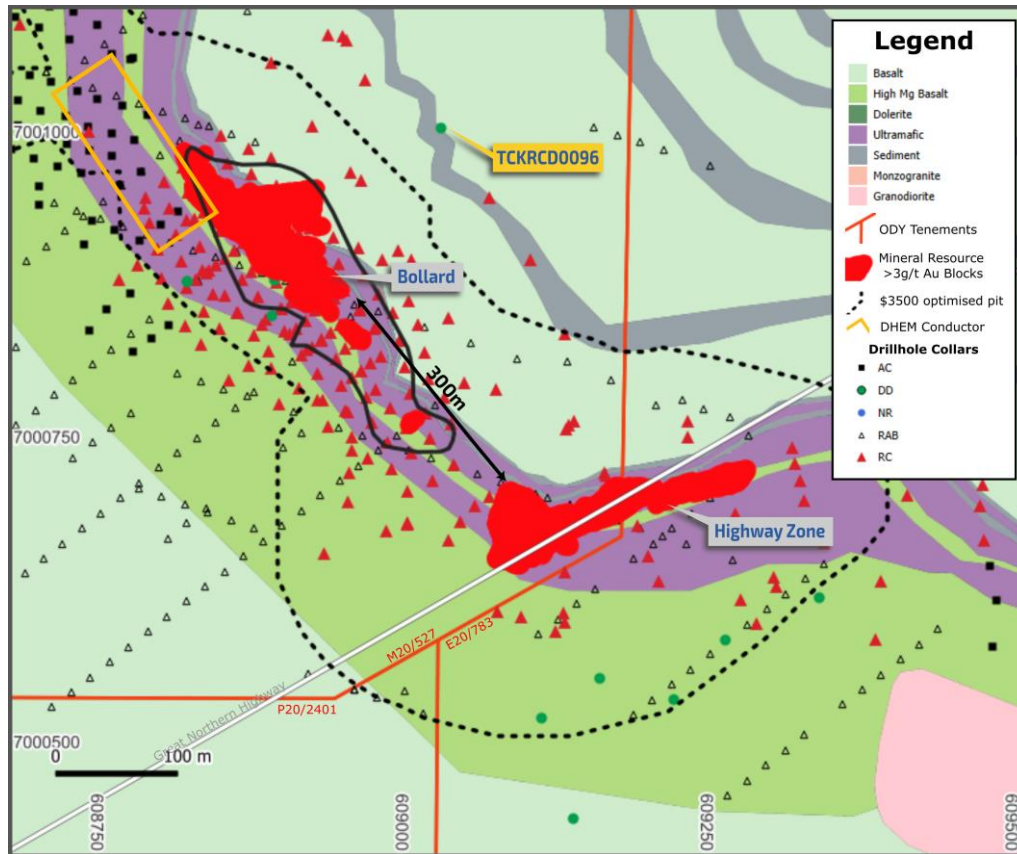 Legend
Basalt
High Mg Basalt
Dolerite
Ultramafic
Sediment
Monzogranite
Granodiorite
ODY Tenements
Mineral Resource
>3g/t Au Blocks
$3500 optimised pit
DHEM Conductor
Drillhole Collars
AC
DD
NR
RAB
RC
7001000
TCKRCD0096
Bollard
300m
7000750
Highway Zone
M20/527
E20/783
P20/2401
Great Northern Highway
7000500
0
100 m
608750
609000
609250
609500